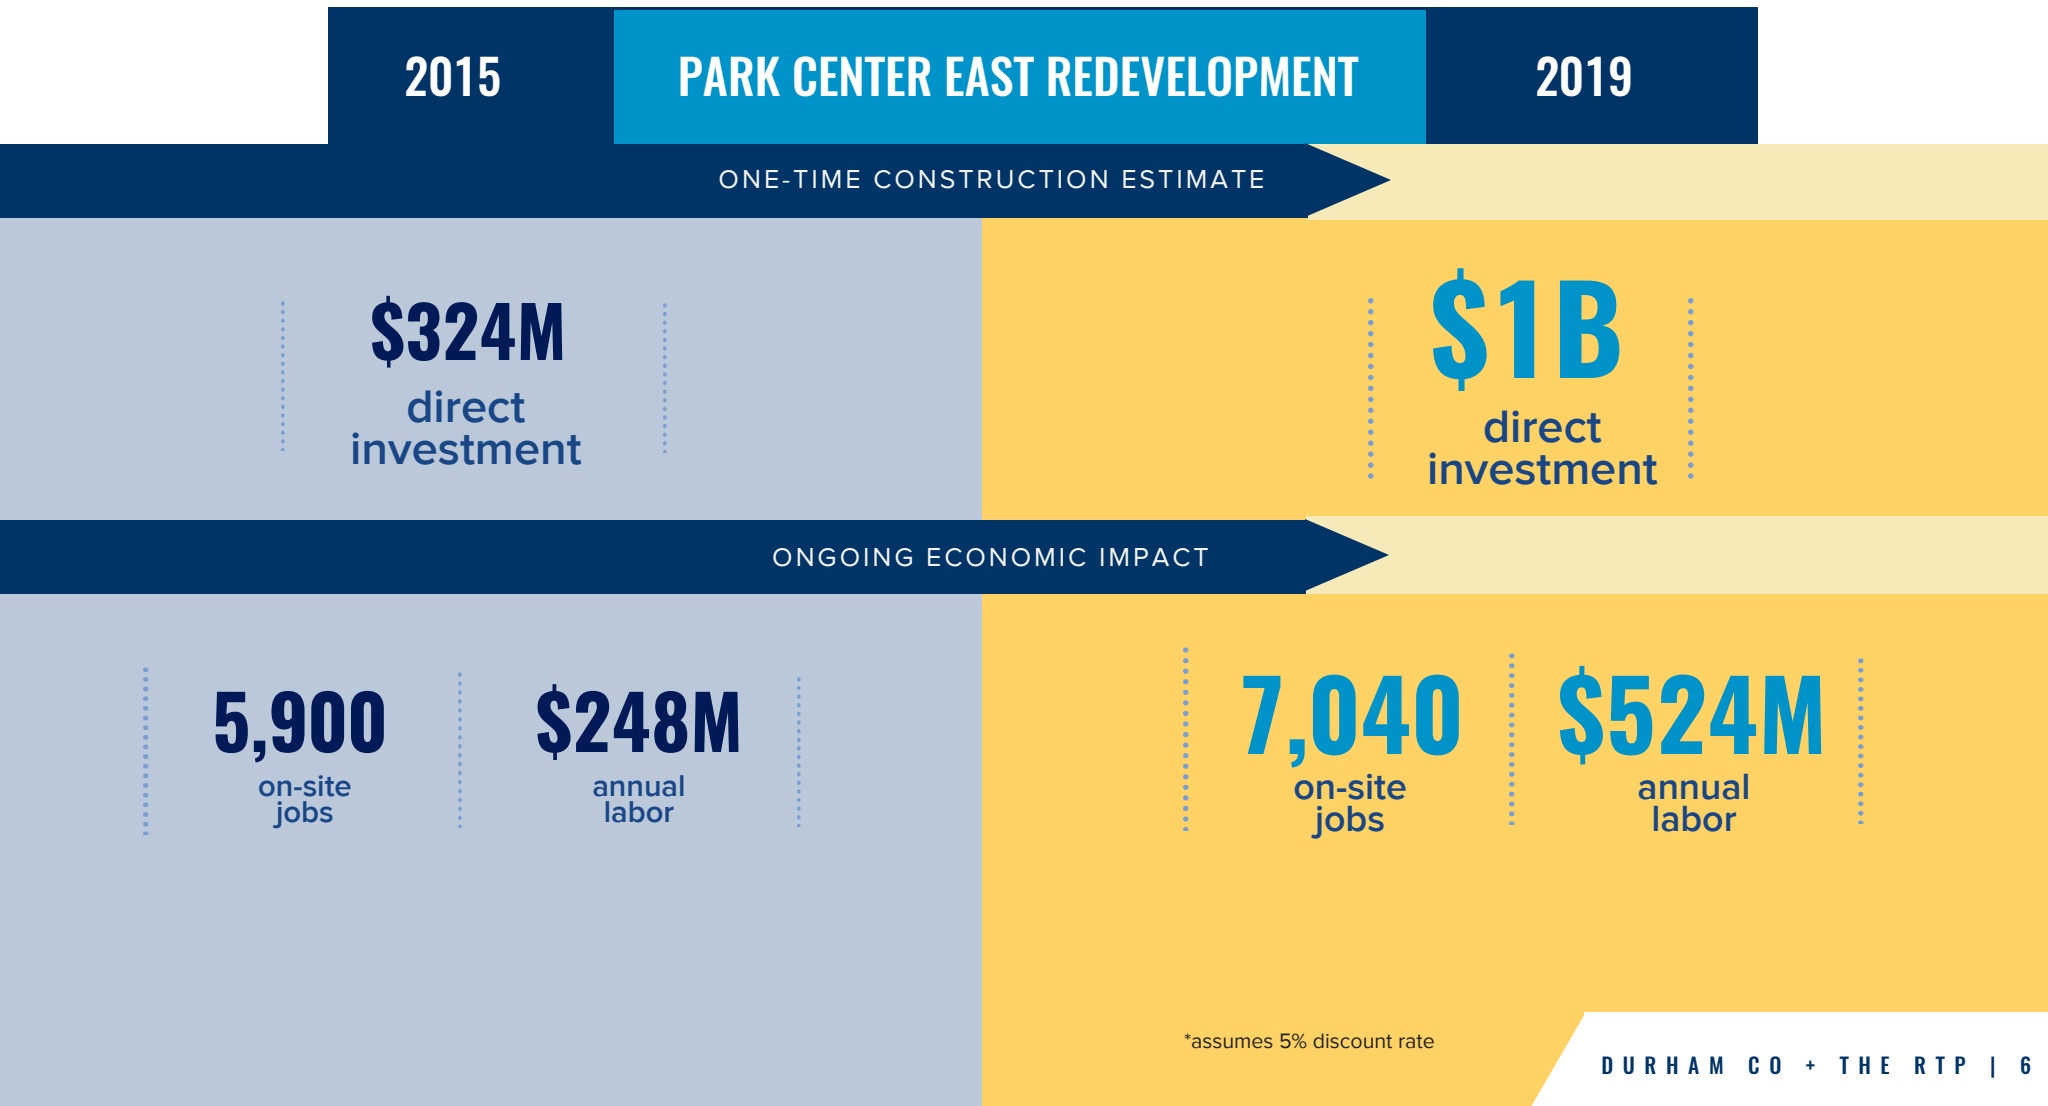 2015
PARK CENTER EAST REDEVELOPMENT
2019
ONE-TIME CONSTRUCTION ESTIMATE
$324M
direct
investment
$1B
direct
investment
ONGOING ECONOMIC IMPACT
5,900
on-site
jobs
$248M
annual
labor
7,040
on-site
jobs
$524M
annual
labor
*assumes 5% discount rate
DURHAM CO + THE RTP | 6